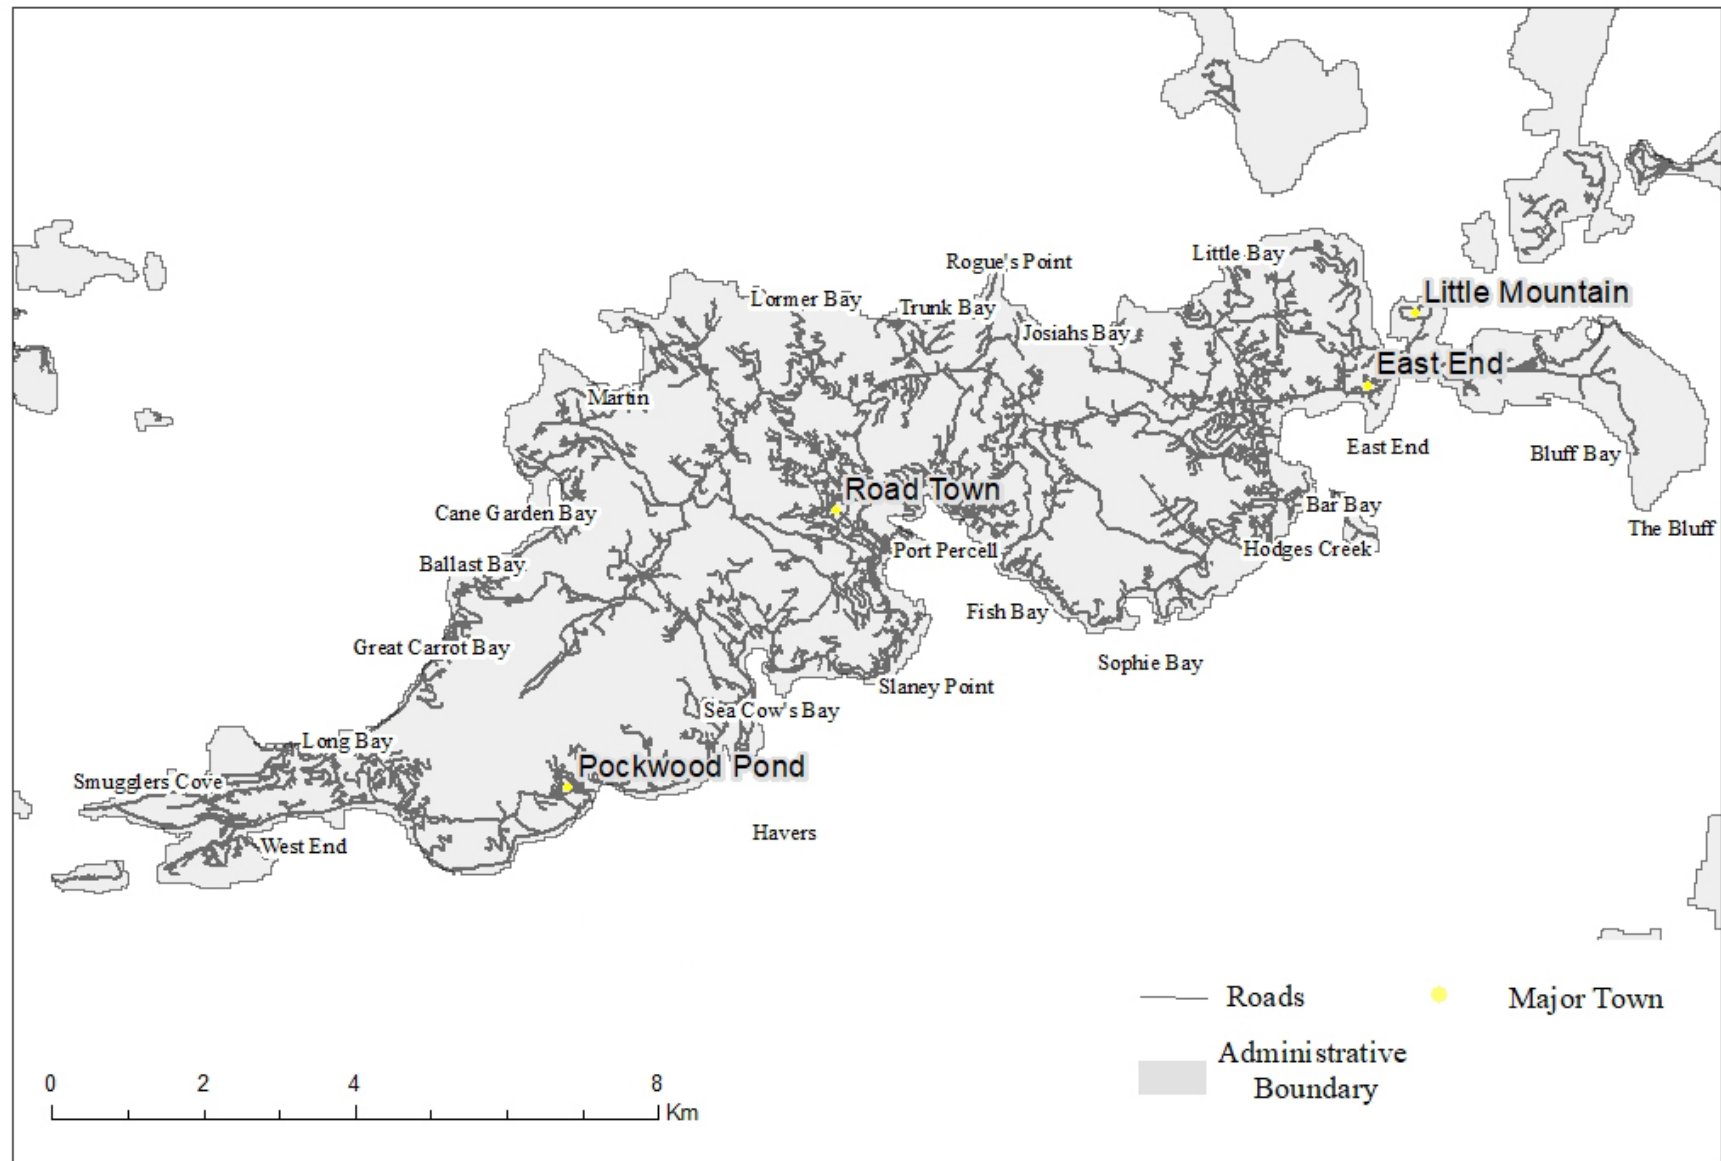 Little Bay
Rogue's Point
Little Mountain
Lormer Bay
Trunk Bay
Josiahs Bay
East End
Martin
East End
Bluff Bay
Road Town
Cane Garden Bay
Bar Bay
The Bluff
Port Percell
Hodges Creek
Ballast Bay
Fish Bay
Great Carrot Bay
Sophie Bay
Slaney Point
Sea Cow's Bay
Long Bay
Pockwood Pond
Smugglers Cove
Havers
West End
Roads
Major Town
Administrative
Boundary
0 2 4 8
Km